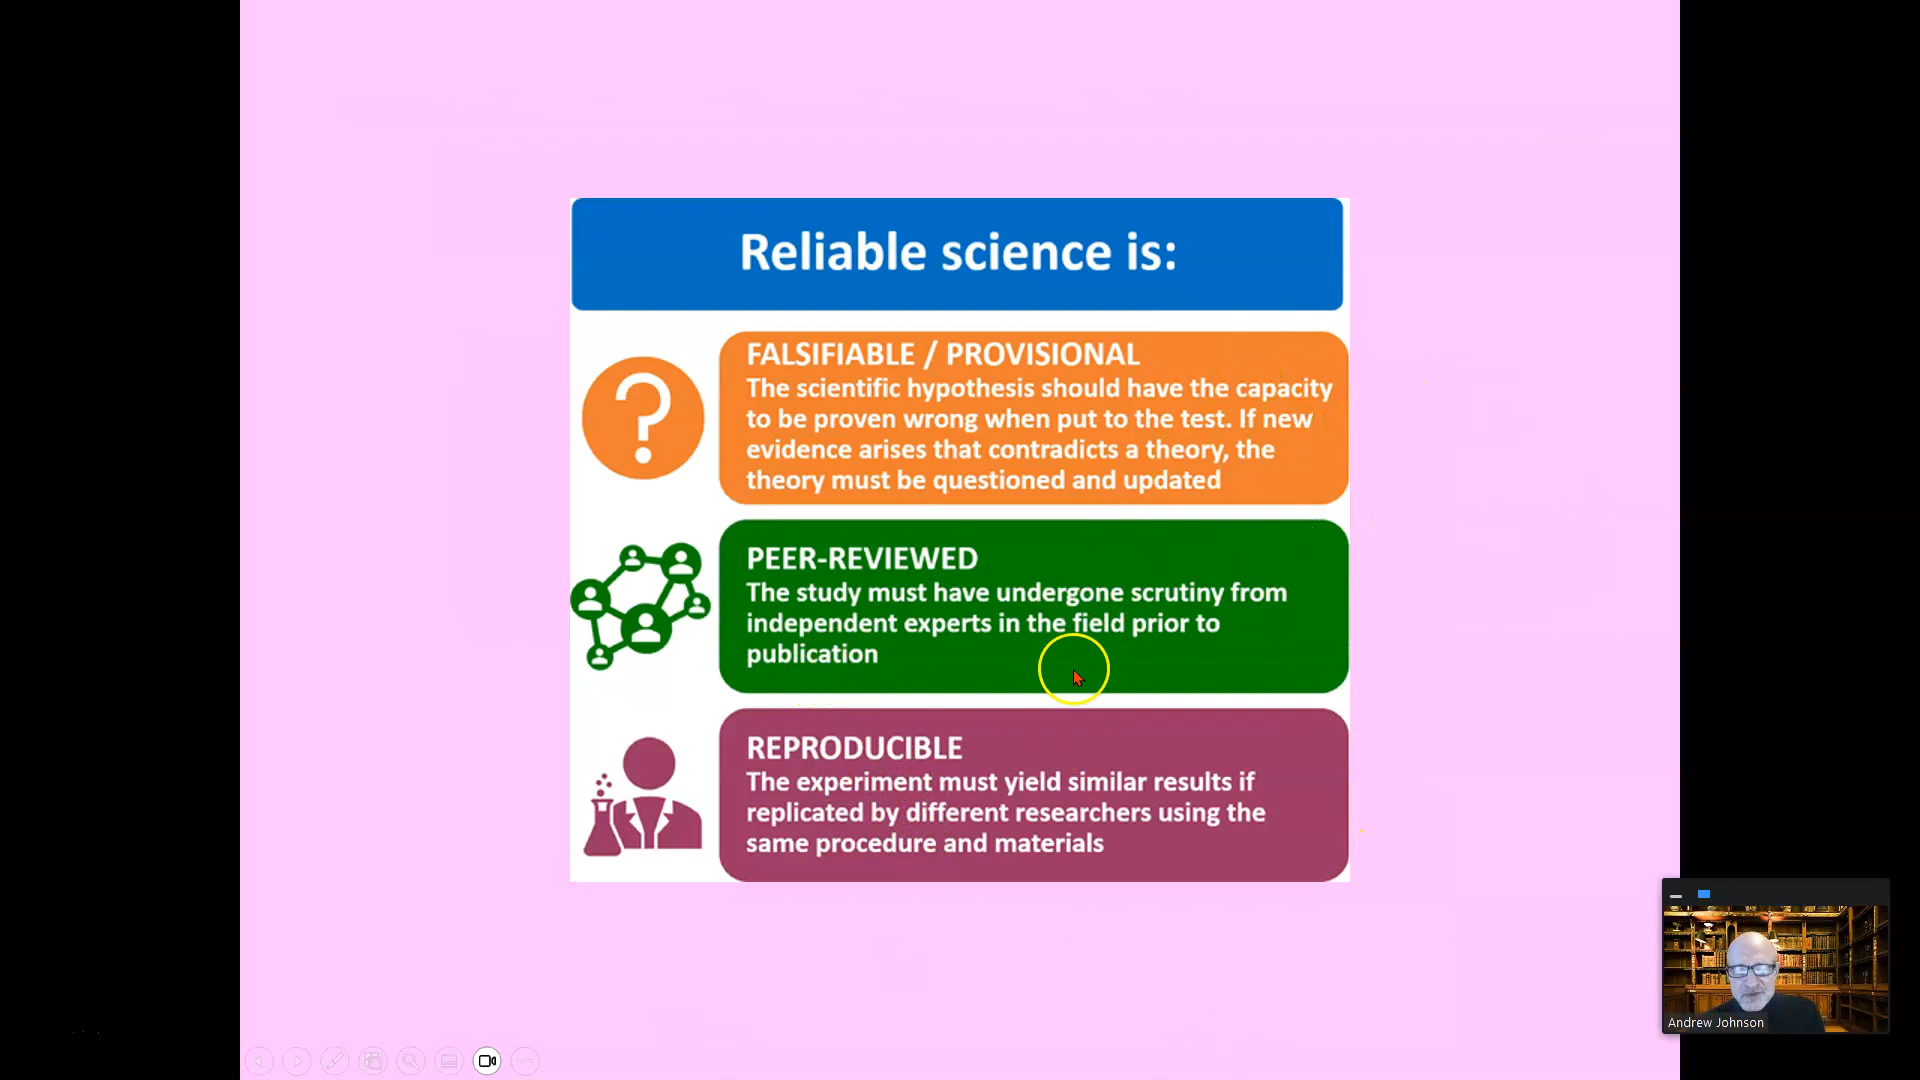 Reliable science is:
FALSIFIABLE / PROVISIONAL
The scientific hypothesis should have the capacity
to be proven wrong when put to the test. If new
evidence arises that contradicts a theory, the
theory must be questioned and updated
PEER-REVIEWED
The study must have undergone scrutiny from
independent experts in the field prior to
publication
REPRODUCIBLE
The experiment must yield similar results if
replicated by different researchers using the
same procedure and materials
Andrew Johnson